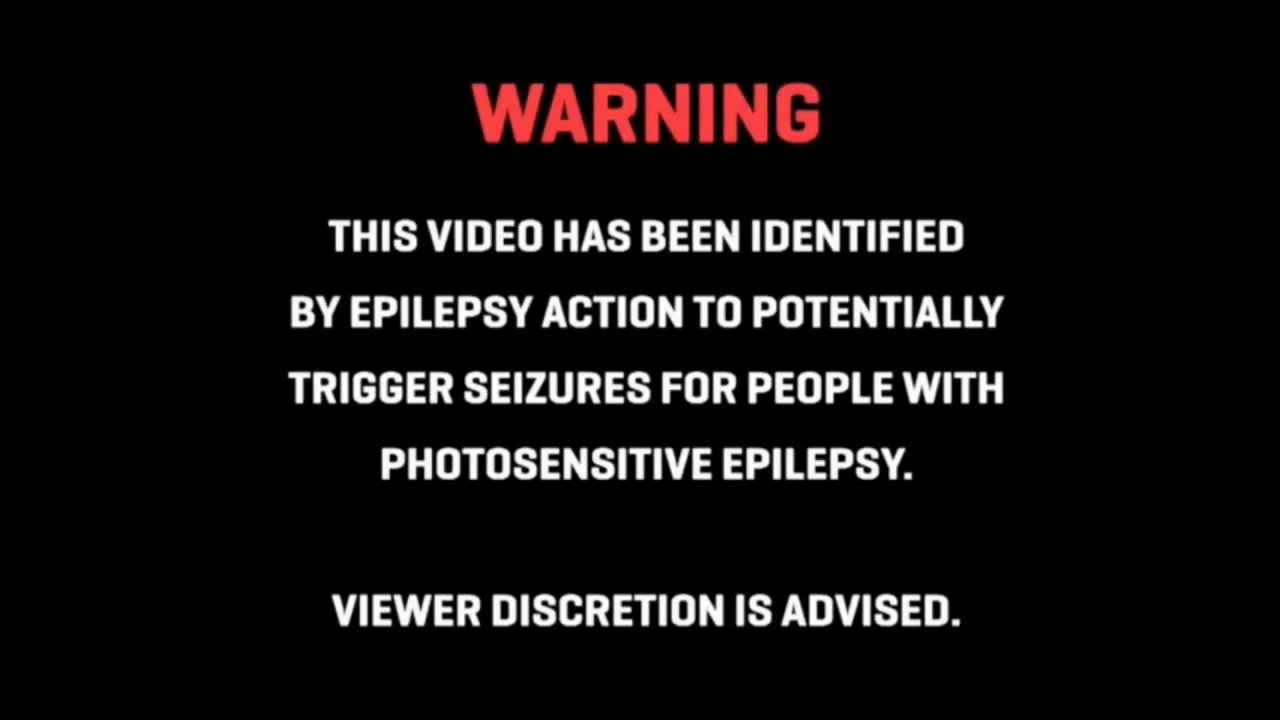 WARNING
THIS VIDEO HAS BEEN IDENTIFIED
BY EPILEPSY ACTION TO POTENTIALLY
TRIGGER SEIZURES FOR PEOPLE WITH
PHOTOSENSITIVE EPILEPSY.
VIEWER DISCRETION IS ADVISED.